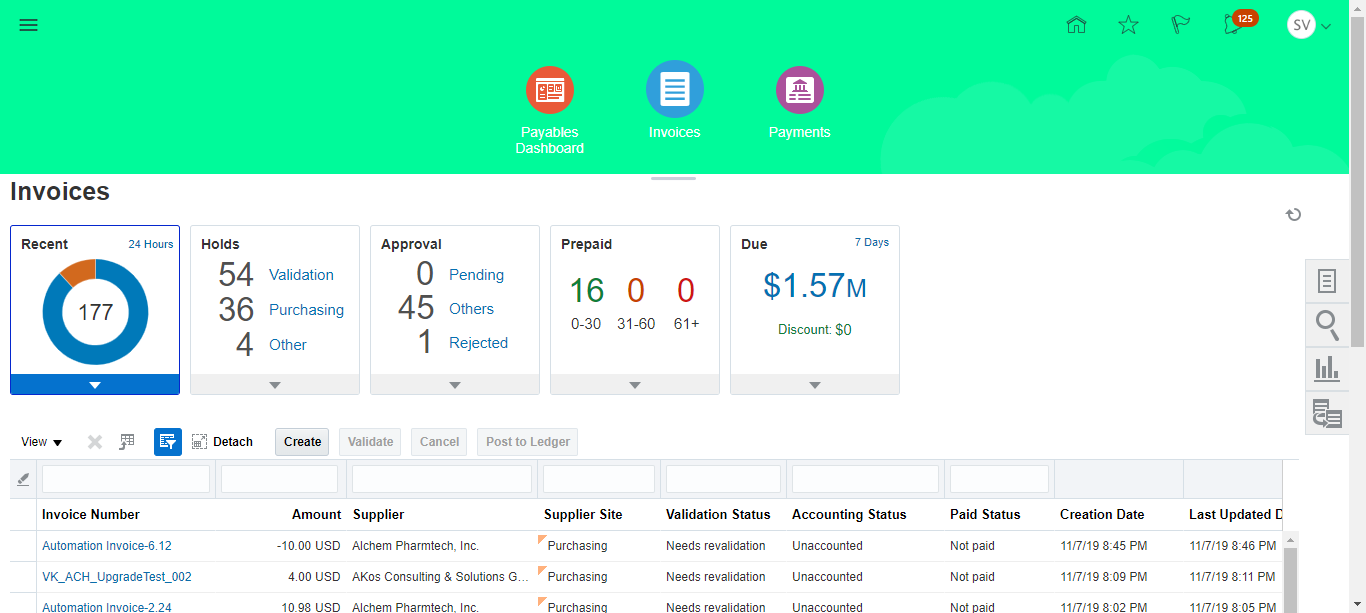 125
SV
Payables
Dashboard
Invoices
Payments
Invoices
Recent 24 Hours
177
Holds
54 Validation
36 Purchasing
4 Other
Approval
0 Pending
45 Others
1 Rejected
Prepaid
16 0 0
0-30 31-60 61+
Due 7 Days
$1.57M
Discount: $0
View Detach Create Validate Cancel Post to Ledger
Invoice Number Amount Supplier Supplier Site Validation Status Accounting Status Paid Status Creation Date Last Updated D
Automation Invoice-6.12 -10.00 USD Alchem Pharmtech, Inc. Purchasing Needs revalidation Unaccounted Not paid 11/7/19 8:45 PM 11/7/19 8:46 PM
VK_ACH_UpgradeTest_002 4.00 USD AKos Consulting & Solutions G... Purchasing Needs revalidation Unaccounted Not paid 11/7/19 8:09 PM 11/7/19 8:11 PM
Automation Invoice-2.24 10.98 USD Alchem Pharmtech, Inc. Purchasing Needs revalidation Unaccounted Not paid 11/7/19 8:02 PM 11/7/19 8:05 PM